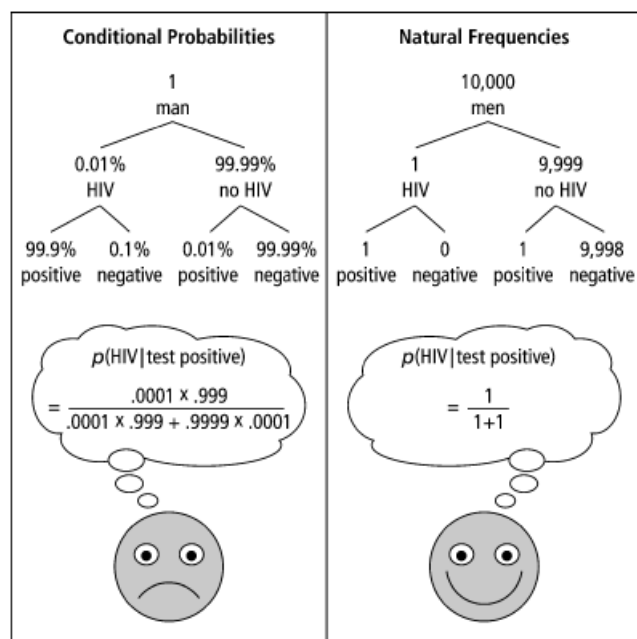 Conditional Probabilities
1
man
0.01% 99.99%
HIV no HIV
99.9% 0.1% 0.01% 99.99%
positive negative positive negative
p(HIV|test positive)
= .0001 x .999
.0001 x .999 + .9999 x .0001
Natural Frequencies
10,000
men
1 9,999
HIV no HIV
1 0 1 9,998
positive negative positive negative
p(HIV|test positive)
= 1
1+1